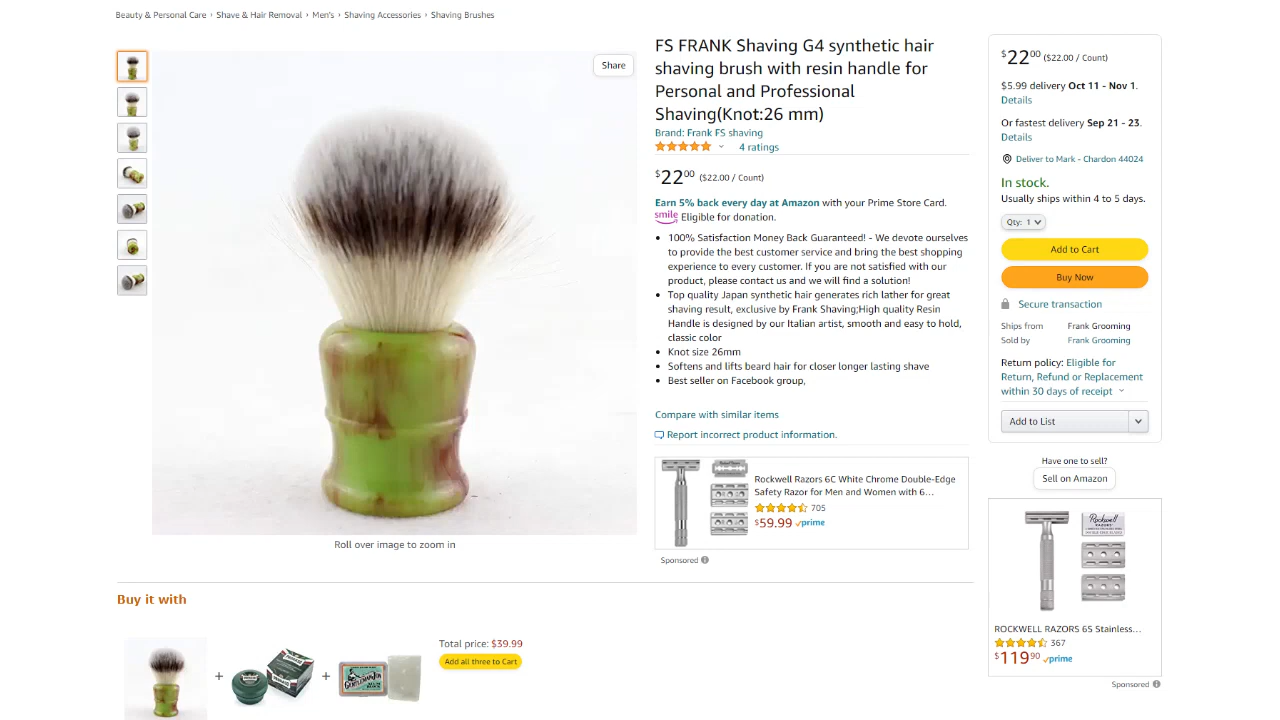 Beauty & Personal Care › Shave & Hair Removal › Men's › Shaving Accessories › Shaving Brushes
Share
Roll over image to zoom in
FS FRANK Shaving G4 synthetic hair
shaving brush with resin handle for
Personal and Professional
Shaving(Knot:26 mm)
Brand: Frank FS shaving
4 ratings
$22⁰⁰ ($22.00 / Count)
Earn 5% back every day at Amazon with your Prime Store Card.
smile Eligible for donation.
• 100% Satisfaction Money Back Guaranteed! - We devote ourselves
to provide the best customer service and bring the best shopping
experience to every customer. If you are not satisfied with our
product, please contact us and we will find a solution!
• Top quality Japan synthetic hair generates rich lather for great
shaving result, exclusive by Frank Shaving;High quality Resin
Handle is designed by our Italian artist, smooth and easy to hold,
classic color
• Knot size 26mm
• Softens and lifts beard hair for closer longer lasting shave
• Best seller on Facebook group,
Compare with similar items
Report incorrect product information.
Rockwell Razors 6C White Chrome Double-Edge
Safety Razor for Men and Women with 6…
705
$59.99 prime
Sponsored
$22⁰⁰ ($22.00 / Count)
$5.99 delivery Oct 11 - Nov 1.
Details
Or fastest delivery Sep 21 - 23.
Details
Deliver to Mark - Chardon 44024
In stock.
Usually ships within 4 to 5 days.
Qty: 1
Add to Cart
Buy Now
Secure transaction
Ships from Frank Grooming
Sold by Frank Grooming
Return policy: Eligible for
Return, Refund or Replacement
within 30 days of receipt
Add to List
Have one to sell?
Sell on Amazon
Rockwell
RAZORS
ROCKWELL RAZORS 6S Stainless…
367
$119⁹⁰ prime
Sponsored
Buy it with
+
+
Total price: $39.99
Add all three to Cart